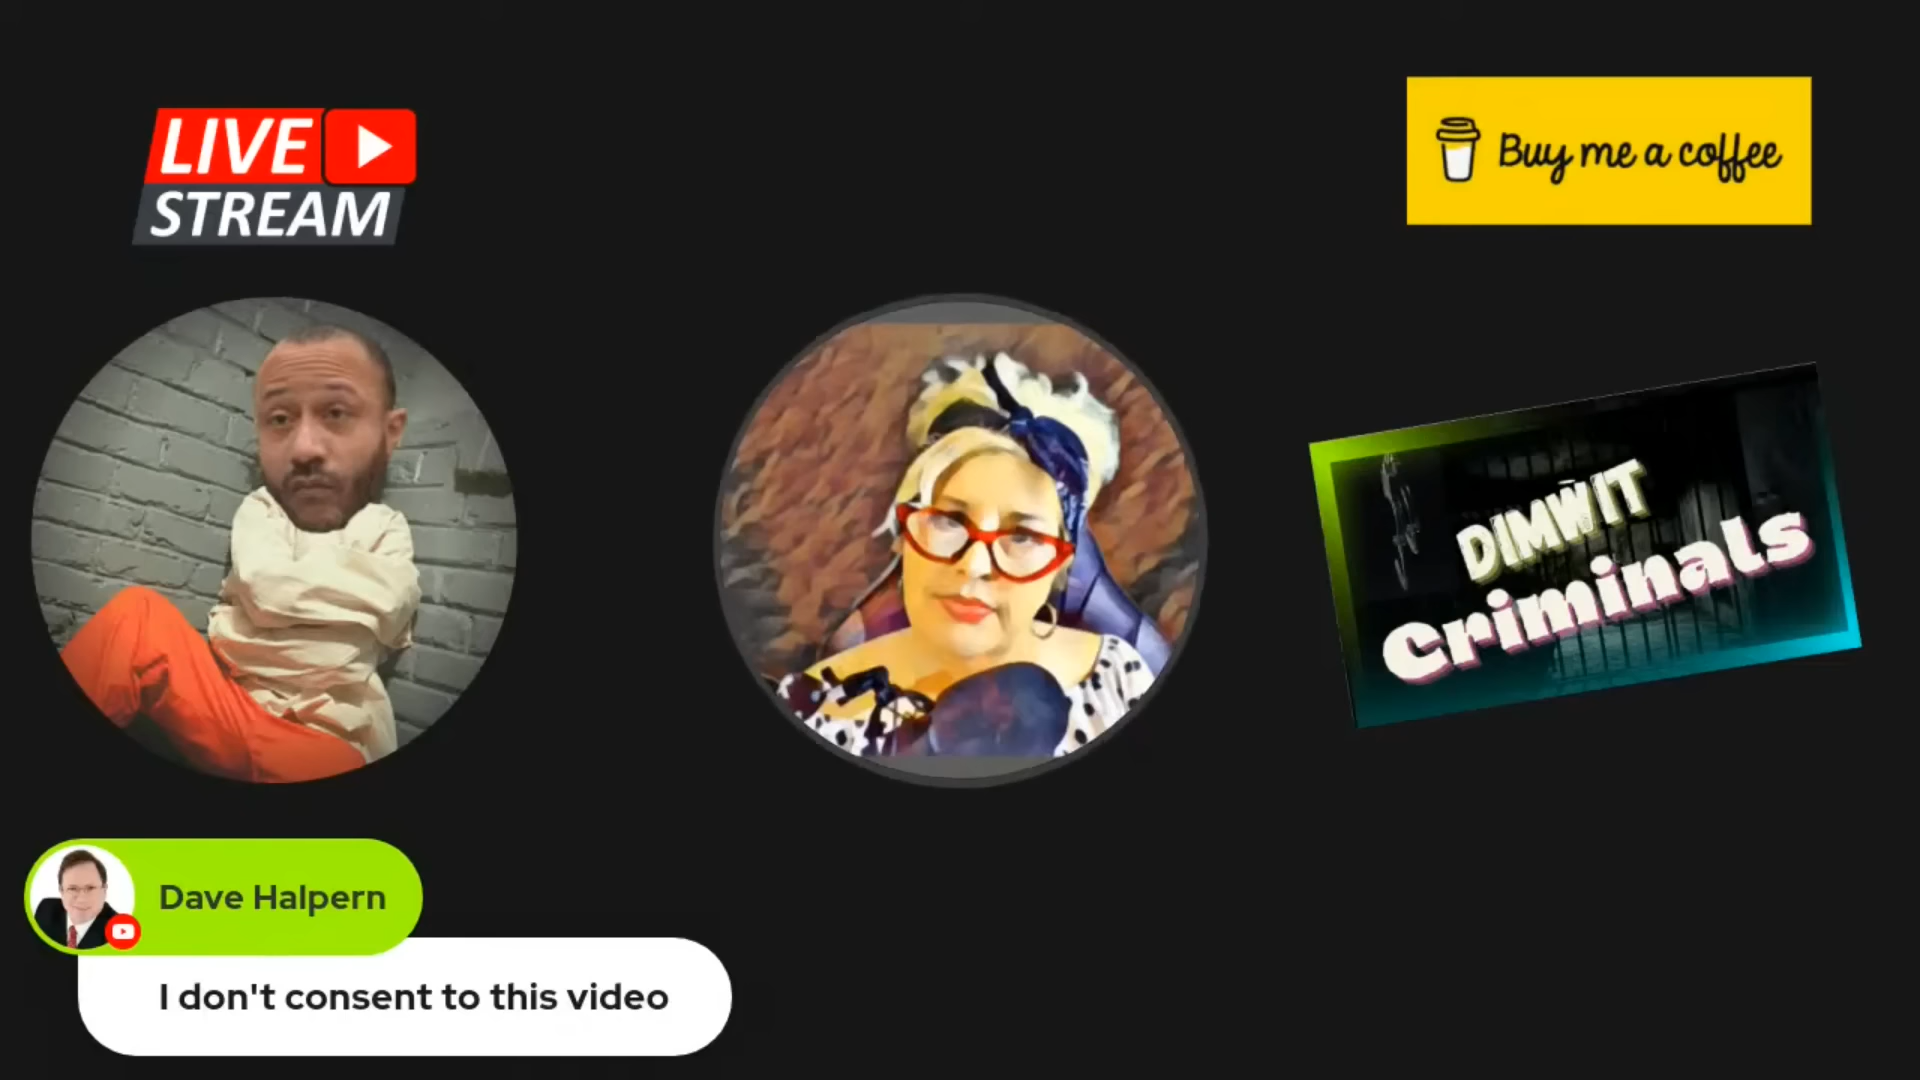 LIVE
STREAM
Buy me a coffee
DIMWIT
Criminals
Dave Halpern
I don't consent to this video